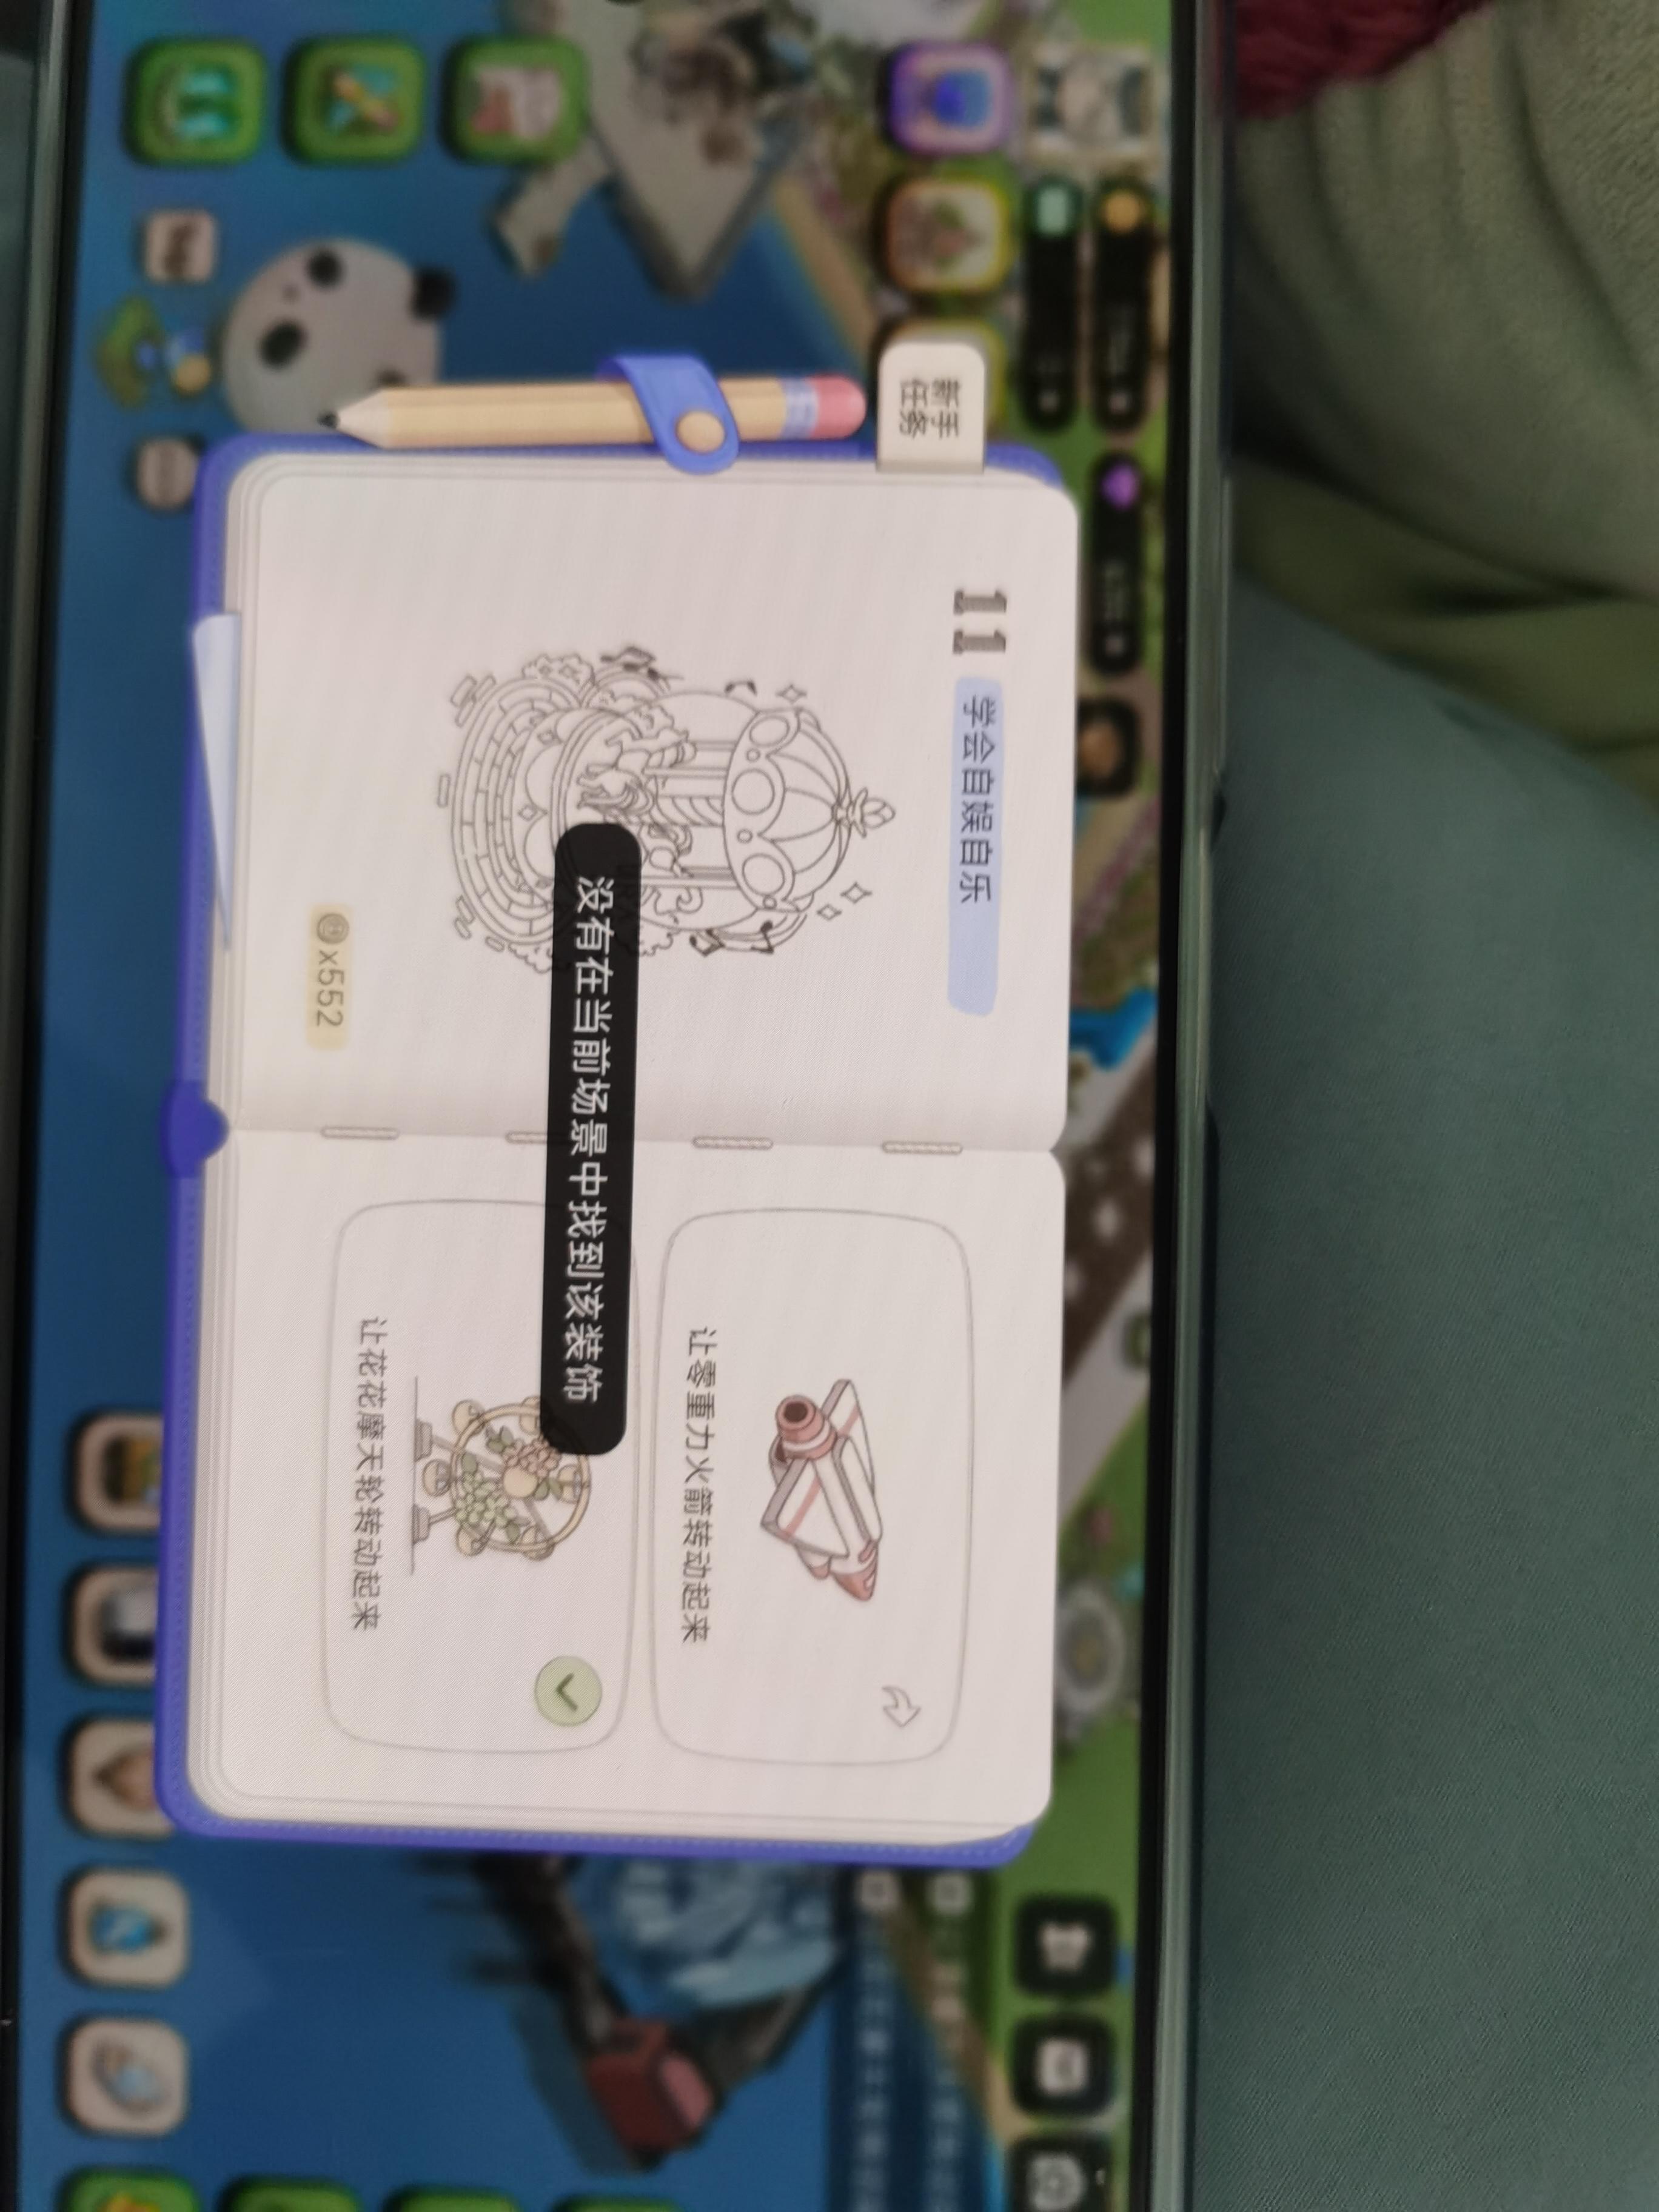 新手
任务
11 学会自娱自乐
x552
没有在当前场景中找到该装饰
让零重力火箭转动起来
让花花摩天轮转动起来